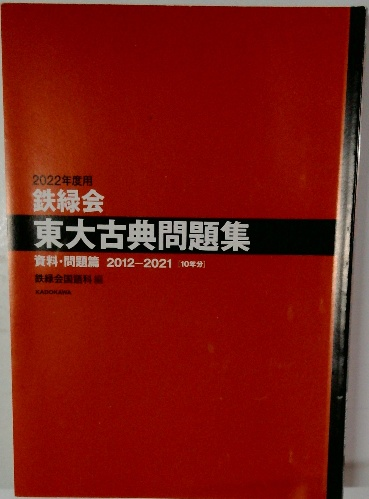 2022年度用
鉄緑会
東大古典問題集
資料・問題篇 2012-2021 [10年分]
鉄緑会国語科 編
KADOKAWA